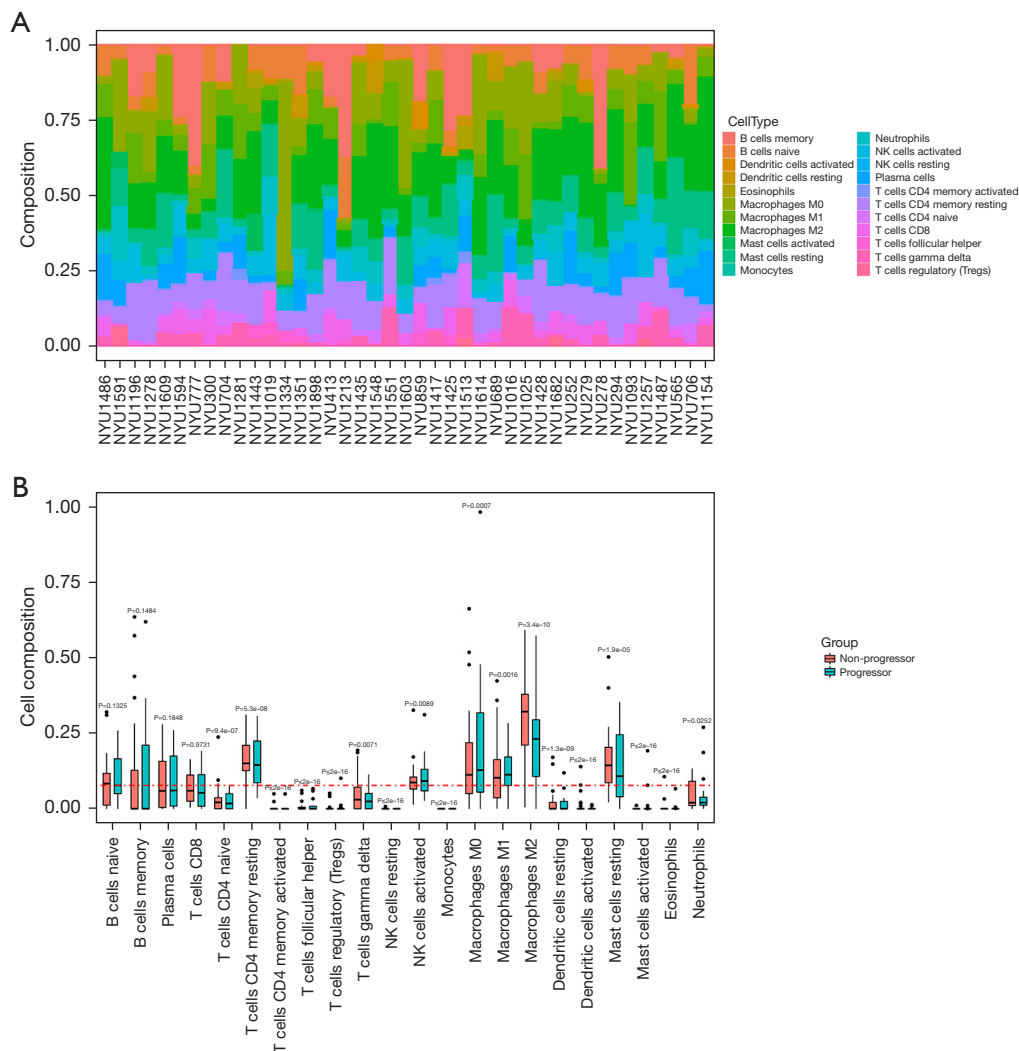 A
1.00
0.75
0.50
0.25
0.00
Composition
NYU1486
NYU1591
NYU1196
NYU1278
NYU1609
NYU1594
NYU777
NYU300
NYU704
NYU1281
NYU1443
NYU1019
NYU1334
NYU1351
NYU1898
NYU413
NYU1213
NYU1435
NYU1548
NYU1551
NYU1603
NYU859
NYU1417
NYU1425
NYU1513
NYU1614
NYU689
NYU1016
NYU1025
NYU1428
NYU1682
NYU252
NYU279
NYU278
NYU294
NYU1093
NYU1257
NYU1487
NYU565
NYU706
NYU1154
CellType
B cells memory
B cells naive
Dendritic cells activated
Dendritic cells resting
Eosinophils
Macrophages M0
Macrophages M1
Macrophages M2
Mast cells activated
Mast cells resting
Monocytes
Neutrophils
NK cells activated
NK cells resting
Plasma cells
T cells CD4 memory activated
T cells CD4 memory resting
T cells CD4 naive
T cells CD8
T cells follicular helper
T cells gamma delta
T cells regulatory (Tregs)
B
1.00
0.75
0.50
0.25
0.00
Cell composition
P=0.1325
P=0.1484
P=0.1848
P=0.9731
P=9.4e-07
P=5.3e-08
P≤2e-16
P≤2e-16
P≤2e-16
P=0.0071
P≤2e-16
P=0.0089
P≤2e-16
P=0.0007
P=0.0016
P=3.4e-10
P=1.3e-09
P≤2e-16
P=1.9e-05
P≤2e-16
P≤2e-16
P=0.0252
B cells naive
B cells memory
Plasma cells
T cells CD8
T cells CD4 naive
T cells CD4 memory resting
T cells CD4 memory activated
T cells follicular helper
T cells regulatory (Tregs)
T cells gamma delta
NK cells resting
NK cells activated
Monocytes
Macrophages M0
Macrophages M1
Macrophages M2
Dendritic cells resting
Dendritic cells activated
Mast cells resting
Mast cells activated
Eosinophils
Neutrophils
Group
Non-progressor
Progressor